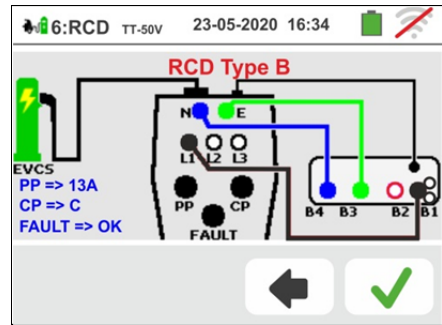 6:RCD TT-50V 23-05-2020 16:34
RCD Type B
N E
L1 L2 L3
EVCS
PP => 13A
CP => C
FAULT => OK
PP CP
FAULT
B4 B3 B2 B1